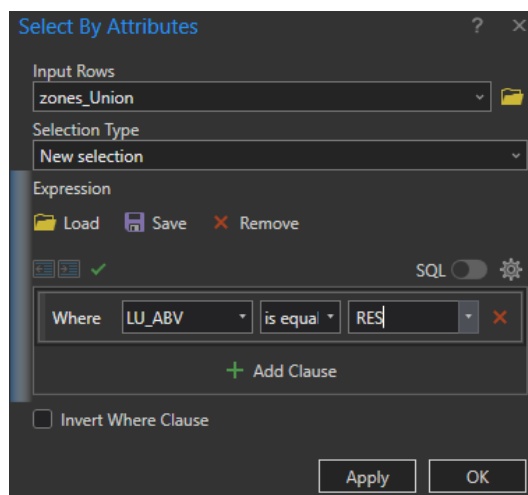 Select By Attributes ? ×
Input Rows
zones_Union
Selection Type
New selection
Expression
Load Save Remove
SQL
Where LU_ABV is equal RES
+ Add Clause
Invert Where Clause
Apply OK